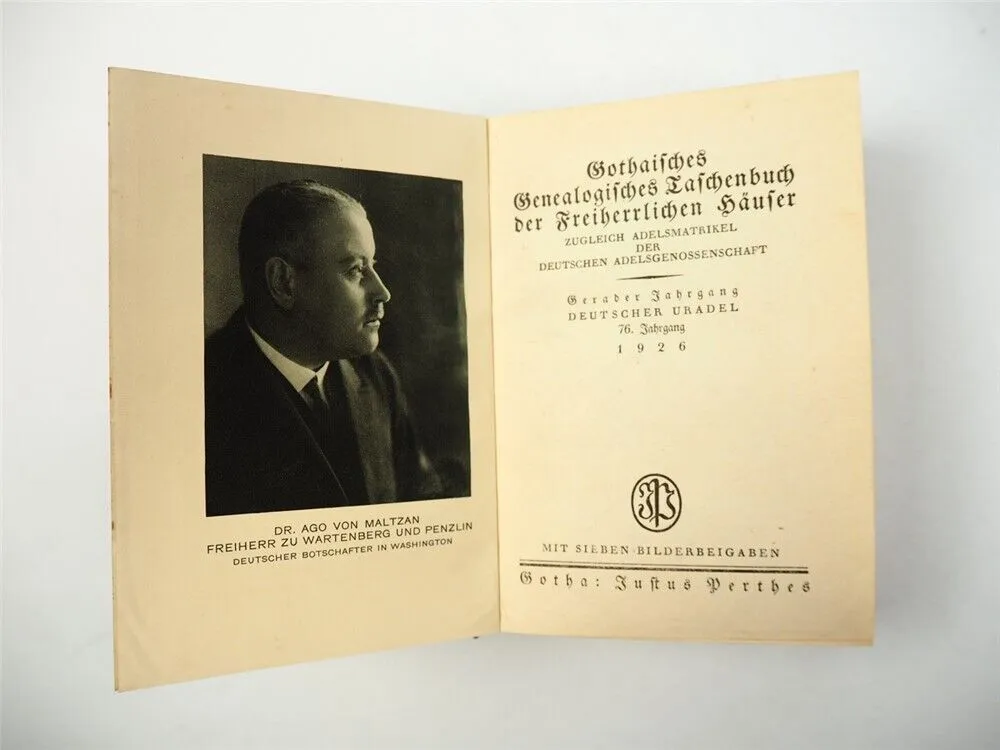 DR. AGO VON MALTZAN
FREIHERR ZU WARTENBERG UND PENZLIN
DEUTSCHER BOTSCHAFTER IN WASHINGTON
Gothaiſches
Genealogiſches Taſchenbuch
der Freiherrlichen Häuſer
ZUGLEICH ADELSMATRIKEL
DER
DEUTSCHEN ADELSGENOSSENSCHAFT
Gerader Jahrgang
DEUTSCHER URADEL
76. Jahrgang
1926
JP
MIT SIEBEN BILDERBEIGABEN
Gotha: Juſtus Perthes